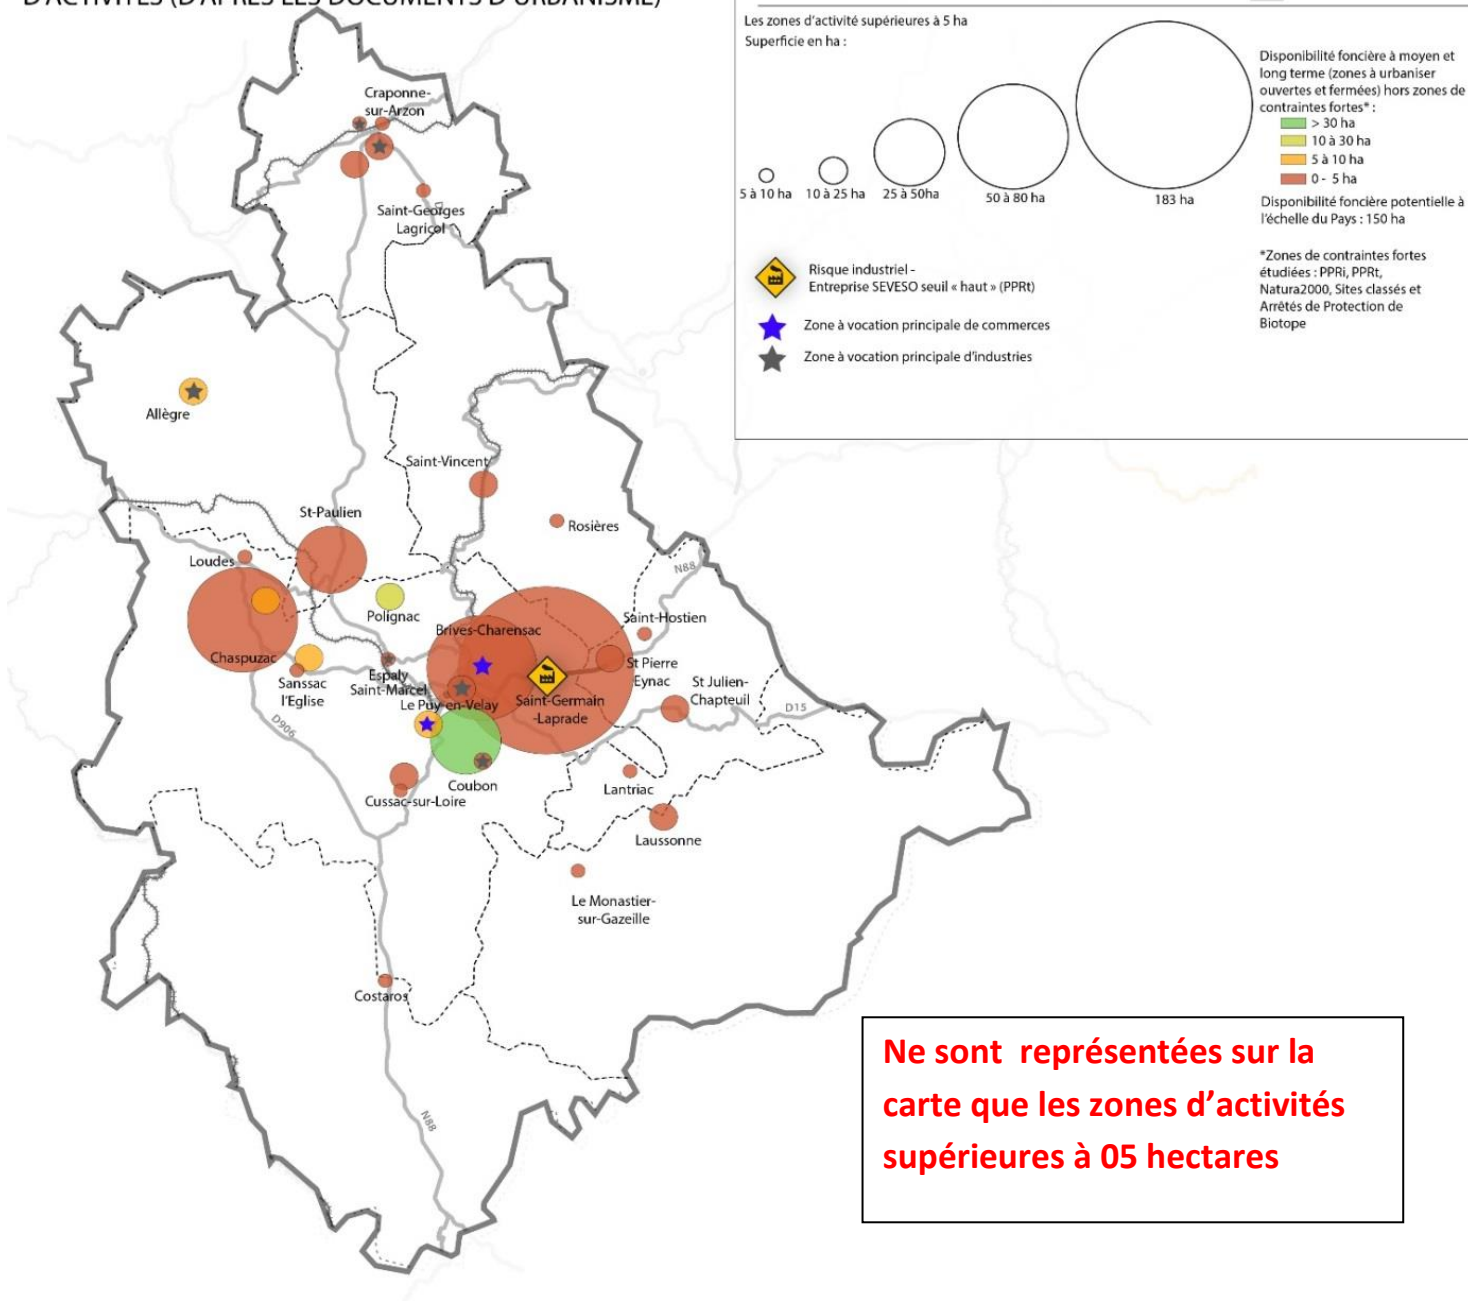 D'ACTIVITÉS (D'APRÈS LES DOCUMENTS D'URBANISME)
Les zones d'activité supérieures à 5 ha
Superficie en ha :
5 à 10 ha
10 à 25 ha
25 à 50ha
50 à 80 ha
183 ha
Disponibilité foncière à moyen et
long terme (zones à urbaniser
ouvertes et fermées) hors zones de
contraintes fortes* :
> 30 ha
10 à 30 ha
5 à 10 ha
0 - 5 ha
Disponibilité foncière potentielle à
l'échelle du Pays : 150 ha
*Zones de contraintes fortes
étudiées : PPRi, PPRt,
Natura2000, Sites classés et
Arrêtés de Protection de
Biotope
Risque industriel -
Entreprise SEVESO seuil « haut » (PPRt)
Zone à vocation principale de commerces
Zone à vocation principale d'industries
Craponne-
sur-Arzon
Saint-Georges
Lagricol
Allègre
Saint-Vincent
St-Paulien
Rosières
Loudes
N88
Polignac
Saint-Hostien
Brives-Charensac
Chaspuzac
Espaly
Saint-Marcel
St Pierre
Eynac
Sanssac
l'Eglise
Le Puy-en-Velay
Saint-Germain
-Laprade
St Julien-
Chapteuil
D15
D906
Coubon
Cussac-sur-Loire
Lantriac
Laussonne
Le Monastier-
sur-Gazeille
Costaros
N88
Ne sont représentées sur la
carte que les zones d'activités
supérieures à 05 hectares